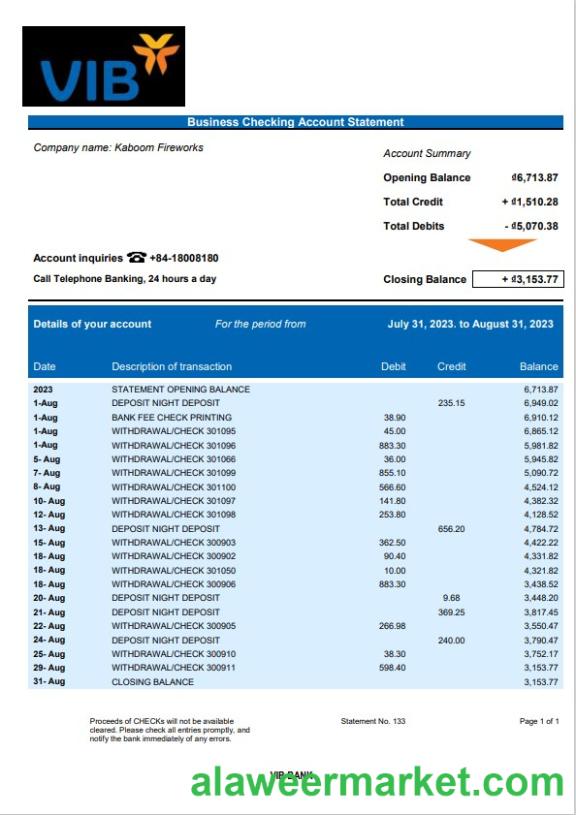 VIB
Business Checking Account Statement
Company name: Kaboom Fireworks
Account Summary
Opening Balance ₫6,713.87
Total Credit + ₫1,510.28
Total Debits - ₫5,070.38
Account inquiries ☎ +84-18008180
Call Telephone Banking, 24 hours a day
Closing Balance + ₫3,153.77
Details of your account For the period from July 31, 2023. to August 31, 2023
Date Description of transaction Debit Credit Balance
2023 STATEMENT OPENING BALANCE 6,713.87
1-Aug DEPOSIT NIGHT DEPOSIT 235.15 6,949.02
1-Aug BANK FEE CHECK PRINTING 38.90 6,910.12
1-Aug WITHDRAWAL/CHECK 301095 45.00 6,865.12
1-Aug WITHDRAWAL/CHECK 301096 883.30 5,981.82
5- Aug WITHDRAWAL/CHECK 301066 36.00 5,945.82
7- Aug WITHDRAWAL/CHECK 301099 855.10 5,090.72
8- Aug WITHDRAWAL/CHECK 301100 566.60 4,524.12
10- Aug WITHDRAWAL/CHECK 301097 141.80 4,382.32
12- Aug WITHDRAWAL/CHECK 301098 253.80 4,128.52
13- Aug DEPOSIT NIGHT DEPOSIT 656.20 4,784.72
15- Aug WITHDRAWAL/CHECK 300903 362.50 4,422.22
18- Aug WITHDRAWAL/CHECK 300902 90.40 4,331.82
18- Aug WITHDRAWAL/CHECK 301050 10.00 4,321.82
18- Aug WITHDRAWAL/CHECK 300906 883.30 3,438.52
20- Aug DEPOSIT NIGHT DEPOSIT 9.68 3,448.20
21- Aug DEPOSIT NIGHT DEPOSIT 369.25 3,817.45
22- Aug WITHDRAWAL/CHECK 300905 266.98 3,550.47
24- Aug DEPOSIT NIGHT DEPOSIT 240.00 3,790.47
25- Aug WITHDRAWAL/CHECK 300910 38.30 3,752.17
29- Aug WITHDRAWAL/CHECK 300911 598.40 3,153.77
31- Aug CLOSING BALANCE 3,153.77
Proceeds of CHECKs will not be available
cleared. Please check all entries promptly, and
notify the bank immediately of any errors.
Statement No. 133
Page 1 of 1
VIB BANK
alaweermarket.com